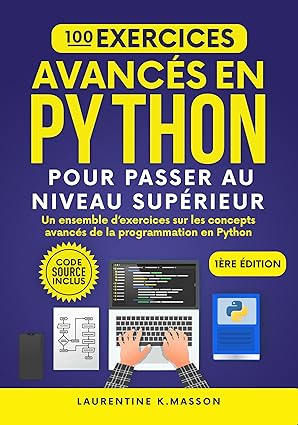 100 EXERCICES
AVANCÉS EN
PYTHON
POUR PASSER AU
NIVEAU SUPÉRIEUR
Un ensemble d'exercices sur les concepts
avancés de la programmation en Python
CODE
SOURCE
INCLUS
1ÈRE ÉDITION
LAURENTINE K.MASSON